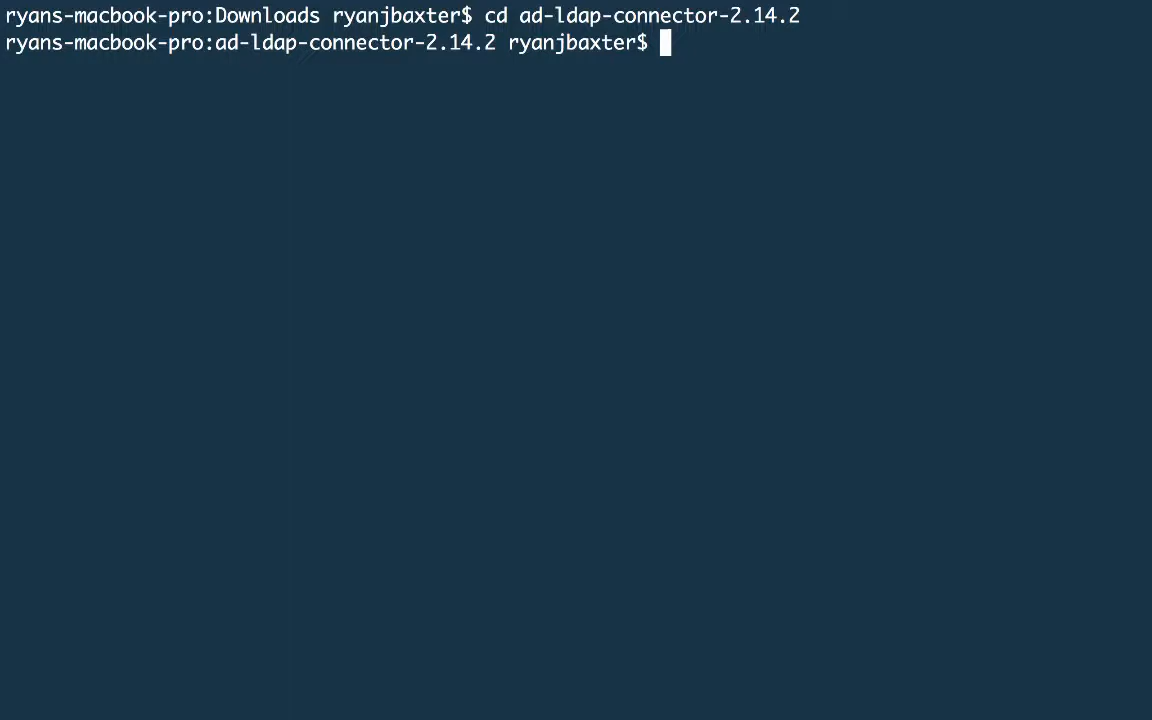 ryans-macbook-pro:Downloads ryanjbaxter$ cd ad-ldap-connector-2.14.2
ryans-macbook-pro:ad-ldap-connector-2.14.2 ryanjbaxter$